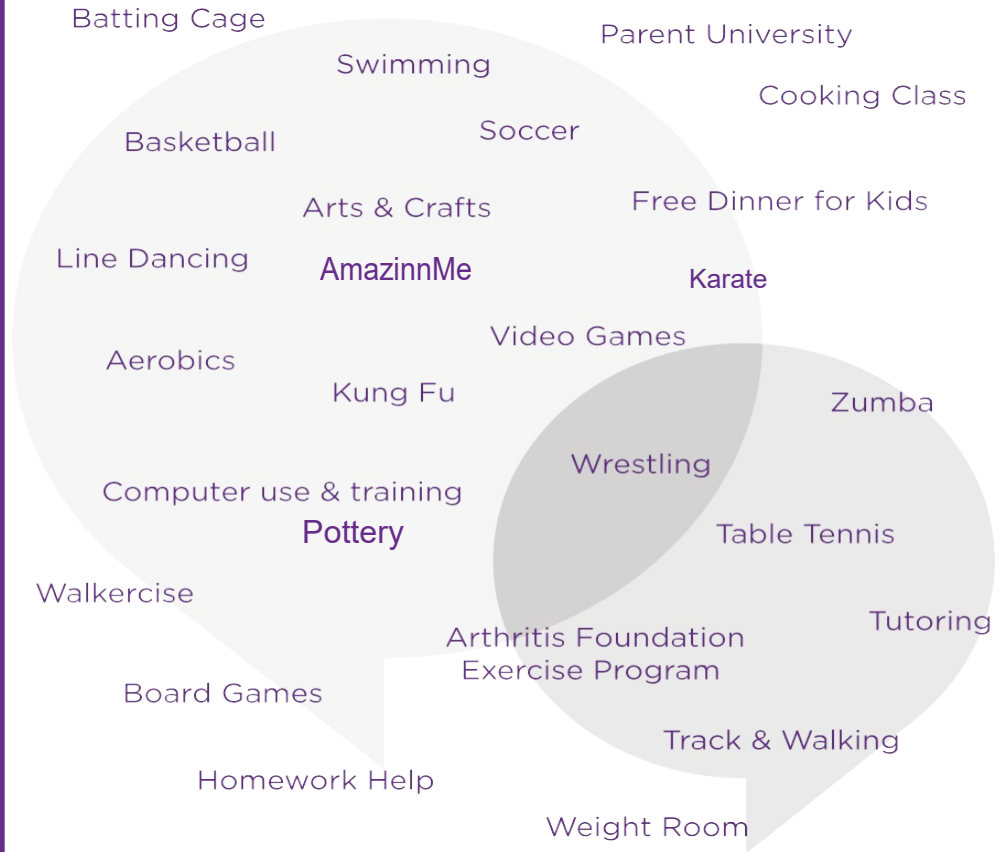 Batting Cage
Parent University
Swimming
Cooking Class
Soccer
Basketball
Free Dinner for Kids
Arts & Crafts
Line Dancing
AmazinnMe
Karate
Video Games
Aerobics
Kung Fu
Zumba
Wrestling
Computer use & training
Pottery
Table Tennis
Walkercise
Tutoring
Arthritis Foundation
Exercise Program
Board Games
Track & Walking
Homework Help
Weight Room